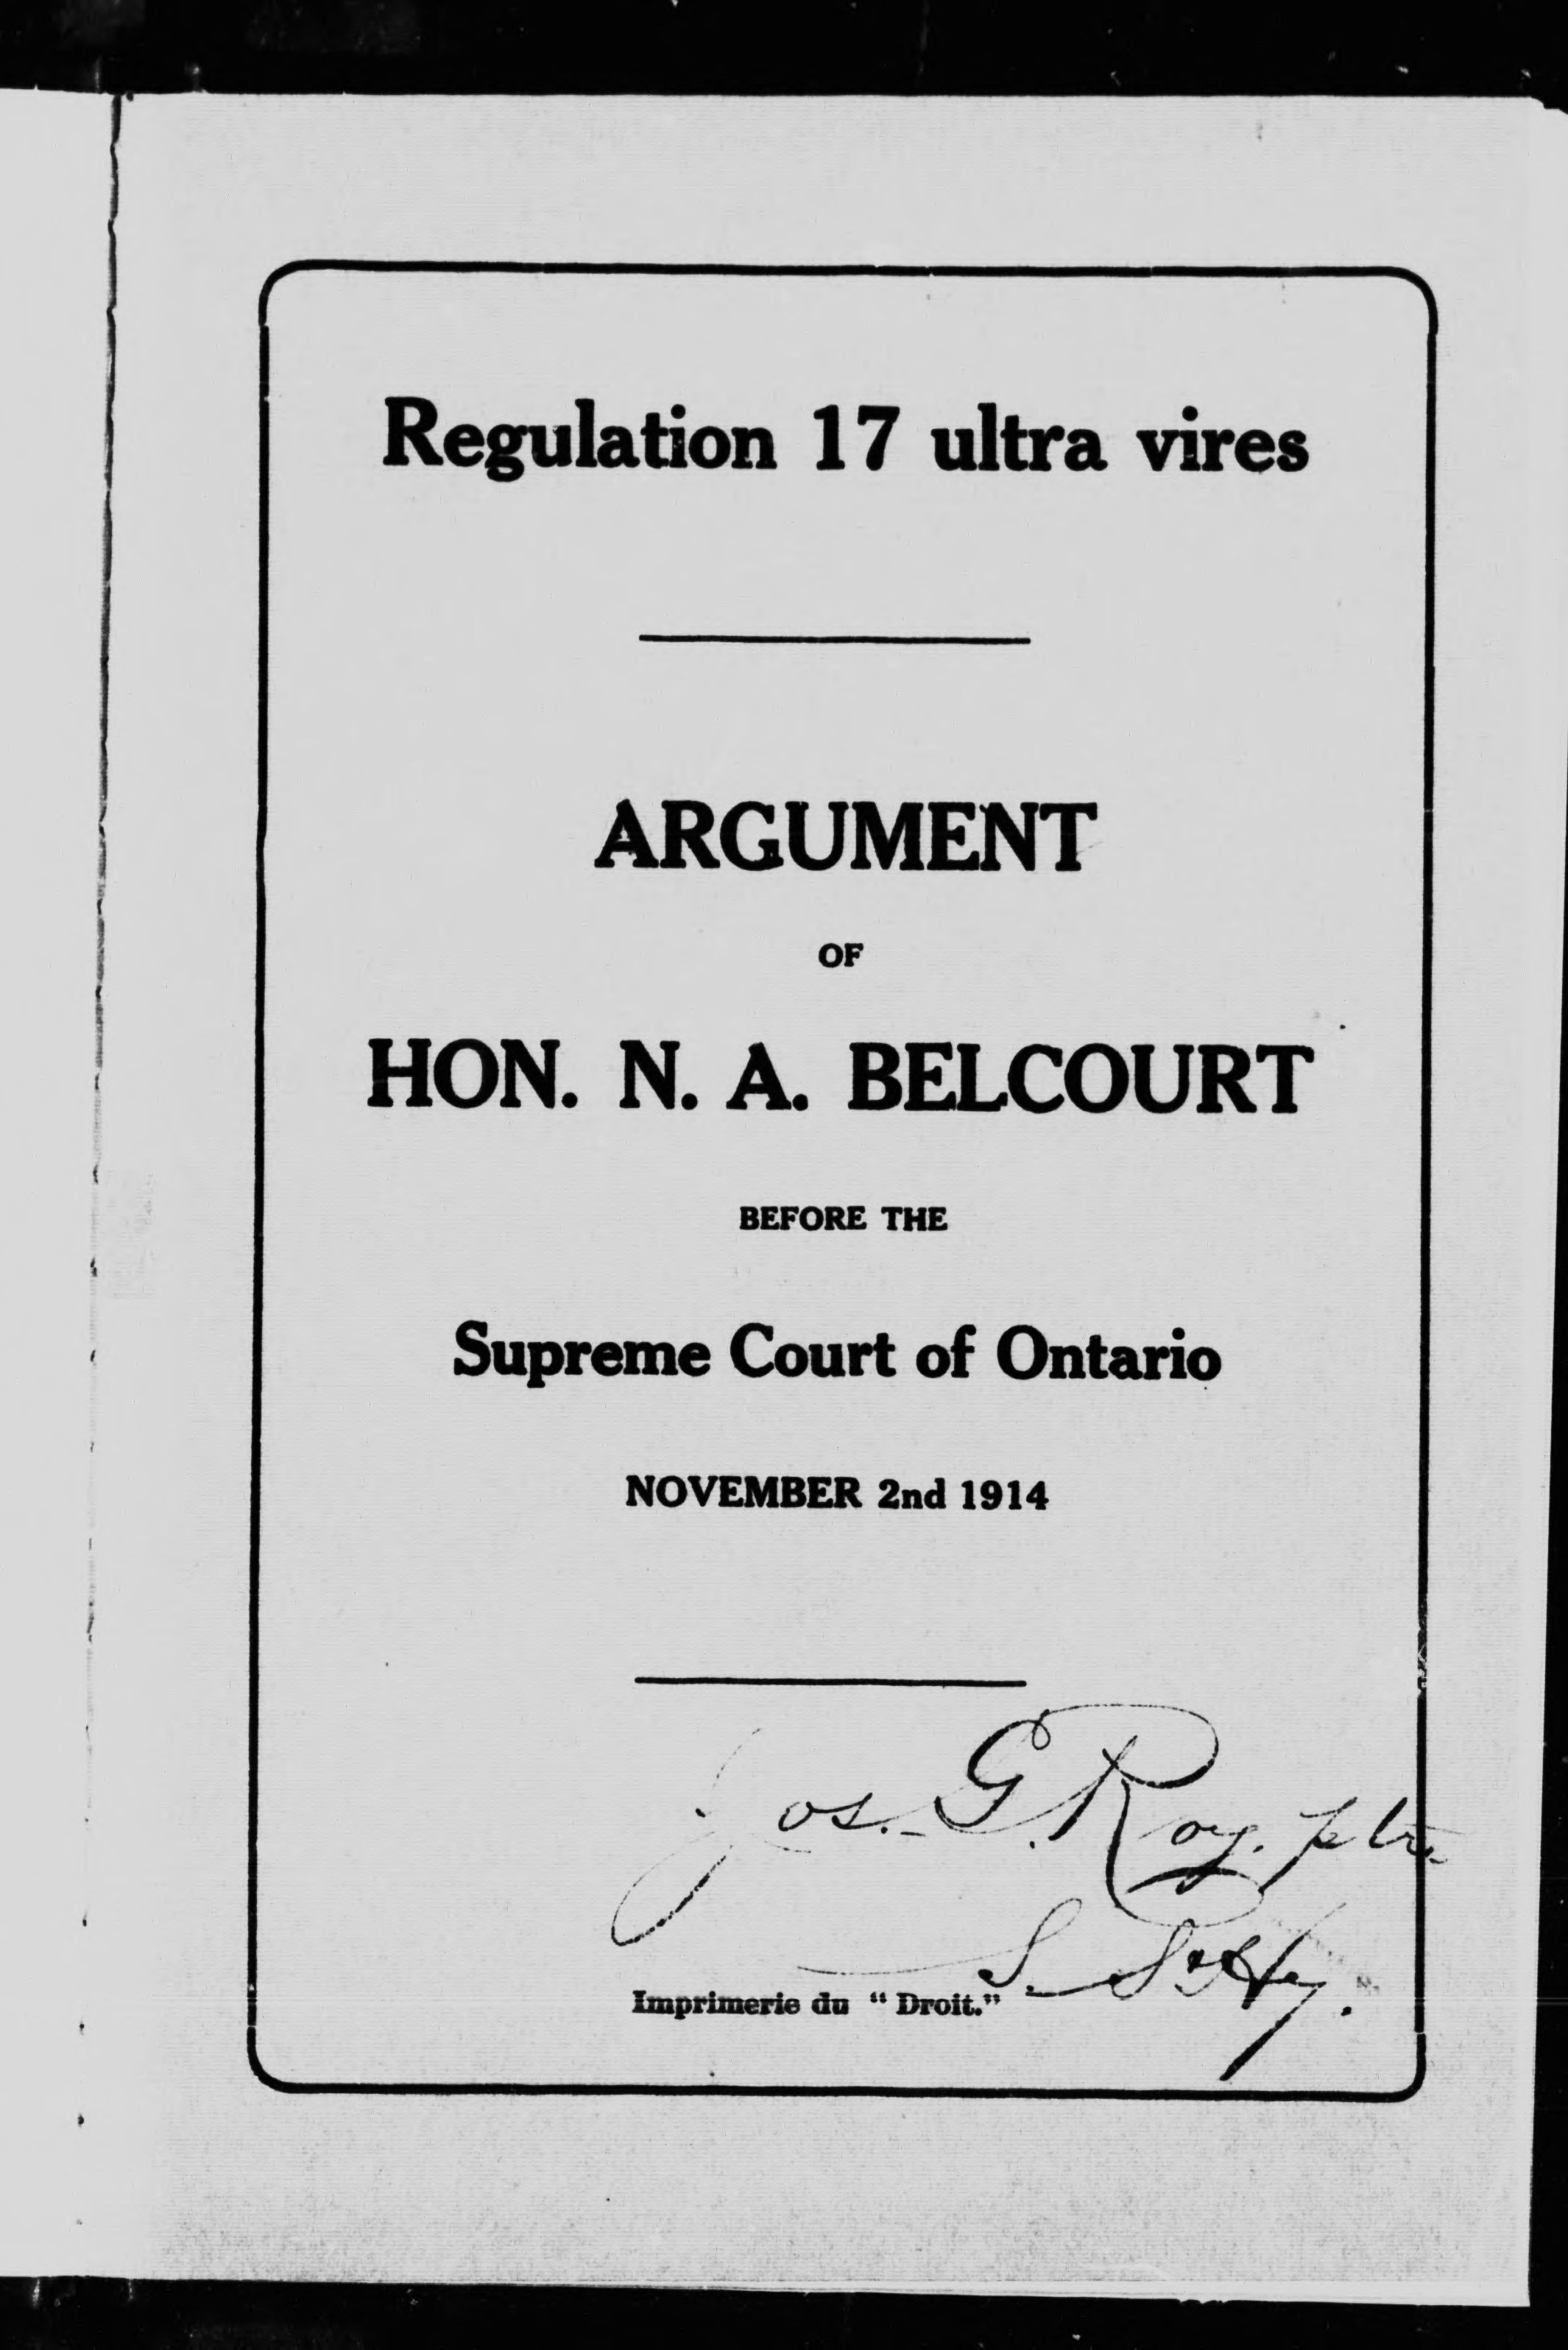 Regulation 17 ultra vires
ARGUMENT
OF
HON. N. A. BELCOURT
BEFORE THE
Supreme Court of Ontario
NOVEMBER 2nd 1914
Jos. G. Roy. ptre
Imprimerie du "Droit."